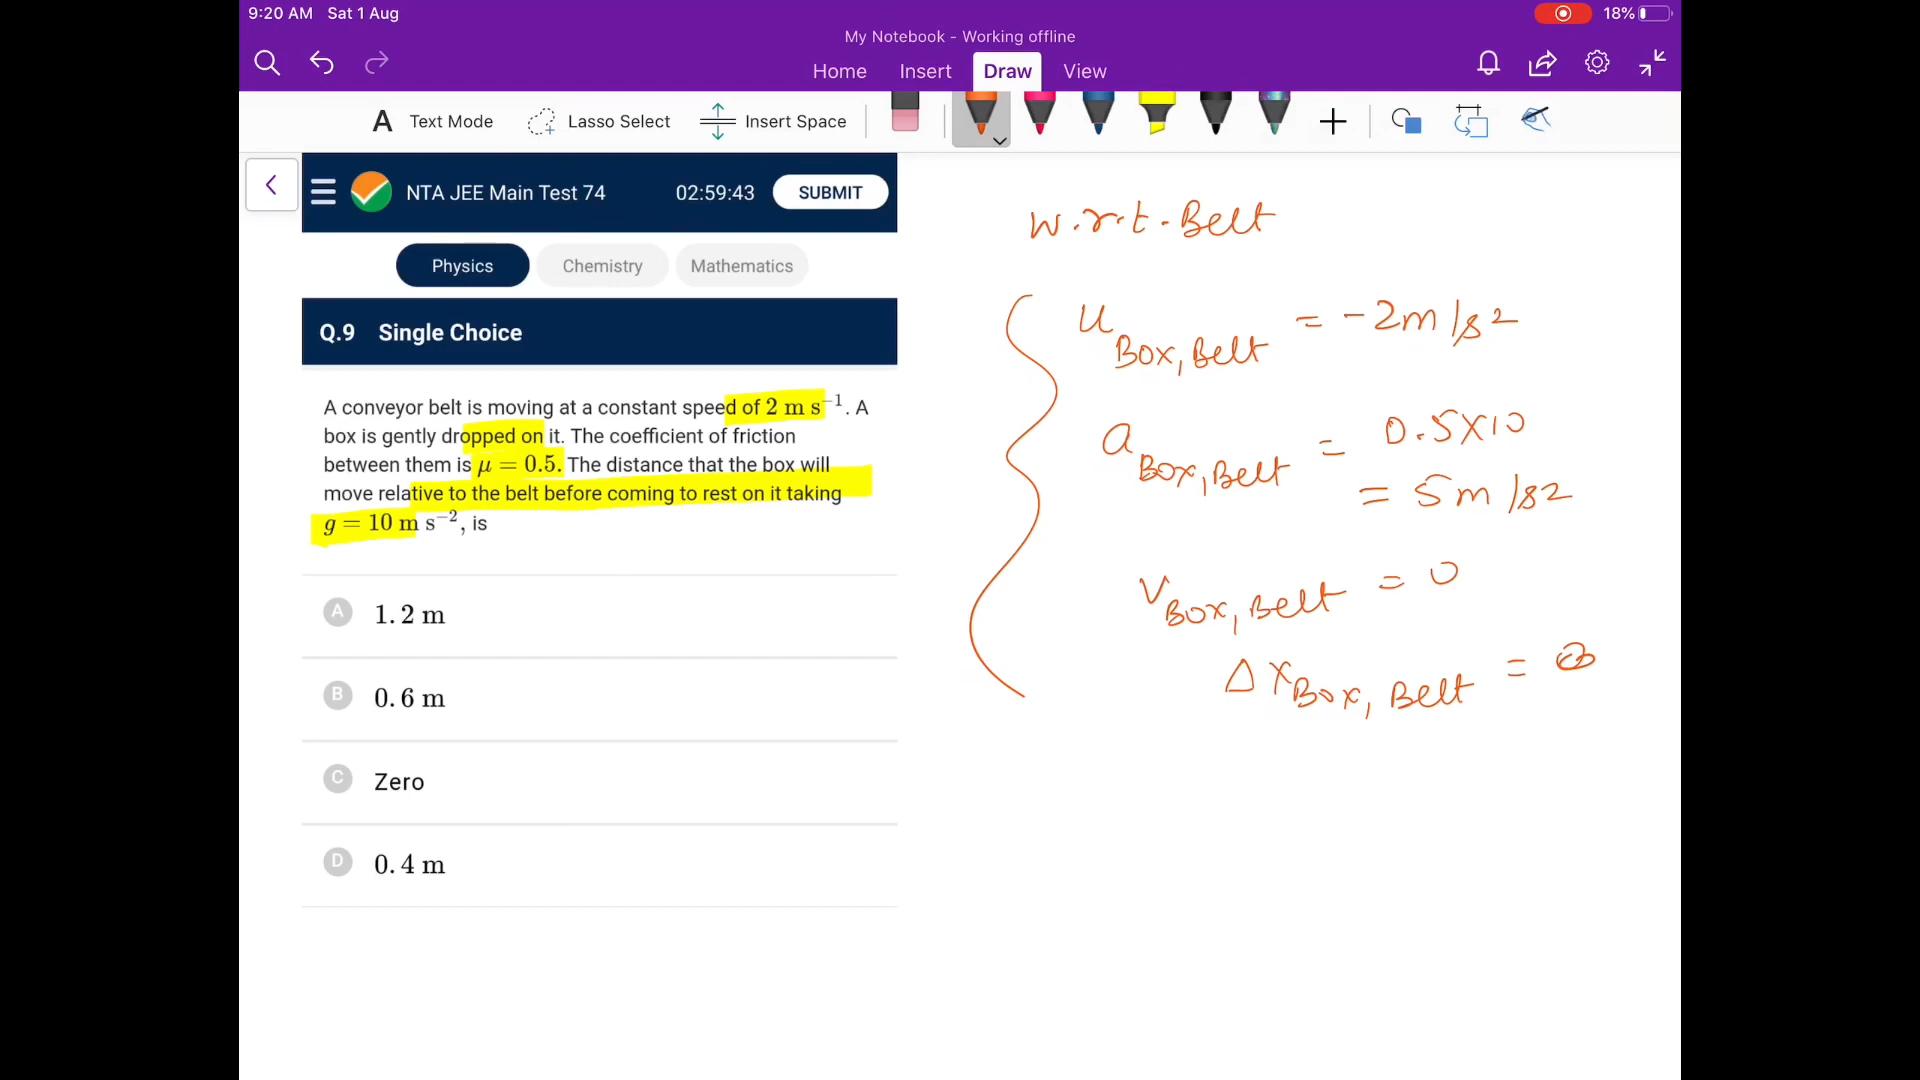 9:20 AM Sat 1 Aug
18%
My Notebook - Working offline
Home Insert Draw View
A Text Mode Lasso Select Insert Space
NTA JEE Main Test 74 02:59:43 SUBMIT
Physics Chemistry Mathematics
Q.9 Single Choice
A conveyor belt is moving at a constant speed of 2 m s⁻¹. A
box is gently dropped on it. The coefficient of friction
between them is μ = 0.5. The distance that the box will
move relative to the belt before coming to rest on it taking
g = 10 m s⁻², is
A 1.2 m
B 0.6 m
C Zero
D 0.4 m
w.r.t. Belt
u Box, Belt = -2m/s2
a Box, Belt = 0.5X10
= 5m/s2
v Box, Belt = 0
Δx Box, Belt =